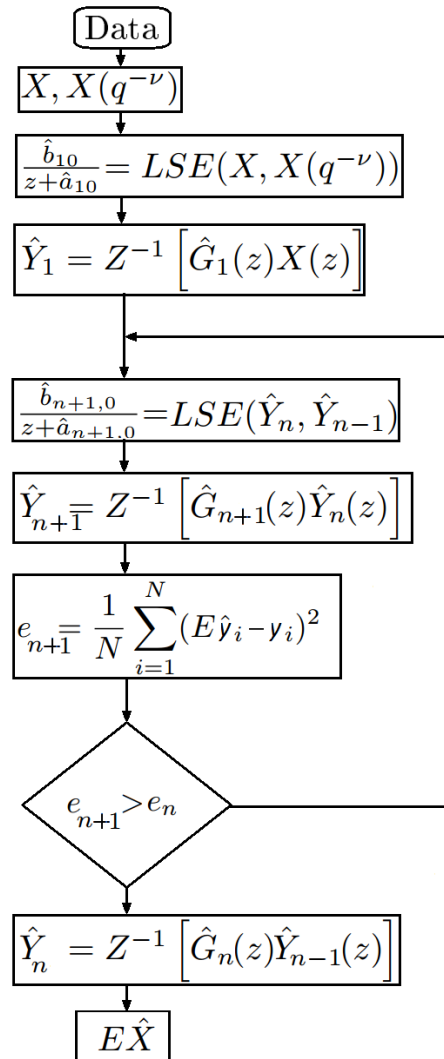 Data
X, X(q^{-ν})
\frac{\hat{b}_{10}}{z+\hat{a}_{10}} = LSE(X, X(q^{-ν}))
\hat{Y}_1 = Z^{-1} [\hat{G}_1(z)X(z)]
\frac{\hat{b}_{n+1,0}}{z+\hat{a}_{n+1,0}} = LSE(\hat{Y}_n, \hat{Y}_{n-1})
\hat{Y}_{n+1} = Z^{-1} [\hat{G}_{n+1}(z)\hat{Y}_n(z)]
e_{n+1} = \frac{1}{N} \sum_{i=1}^{N} (E\hat{y}_i - y_i)^2
e_{n+1} > e_n
\hat{Y}_n = Z^{-1} [\hat{G}_n(z)\hat{Y}_{n-1}(z)]
E\hat{X}